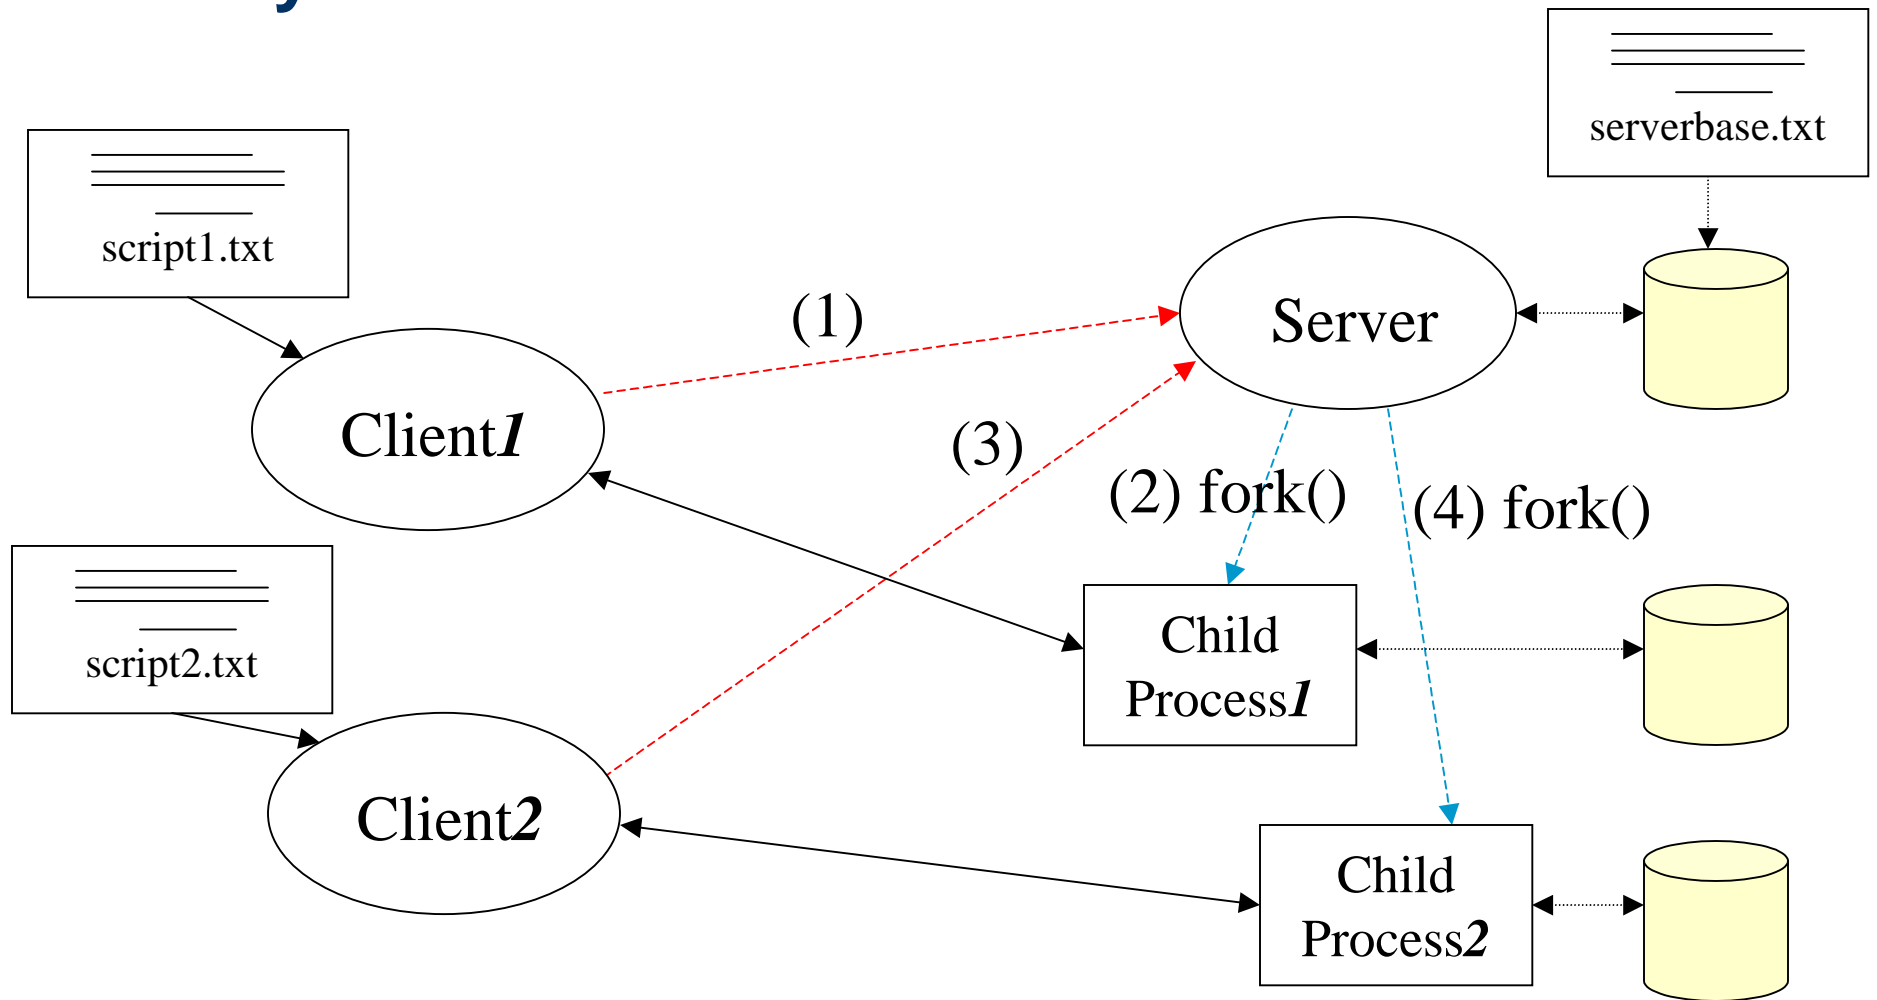 serverbase.txt
script1.txt
(1)
Server
Client1
(3)
(2) fork()
(4) fork()
script2.txt
Child
Process1
Client2
Child
Process2